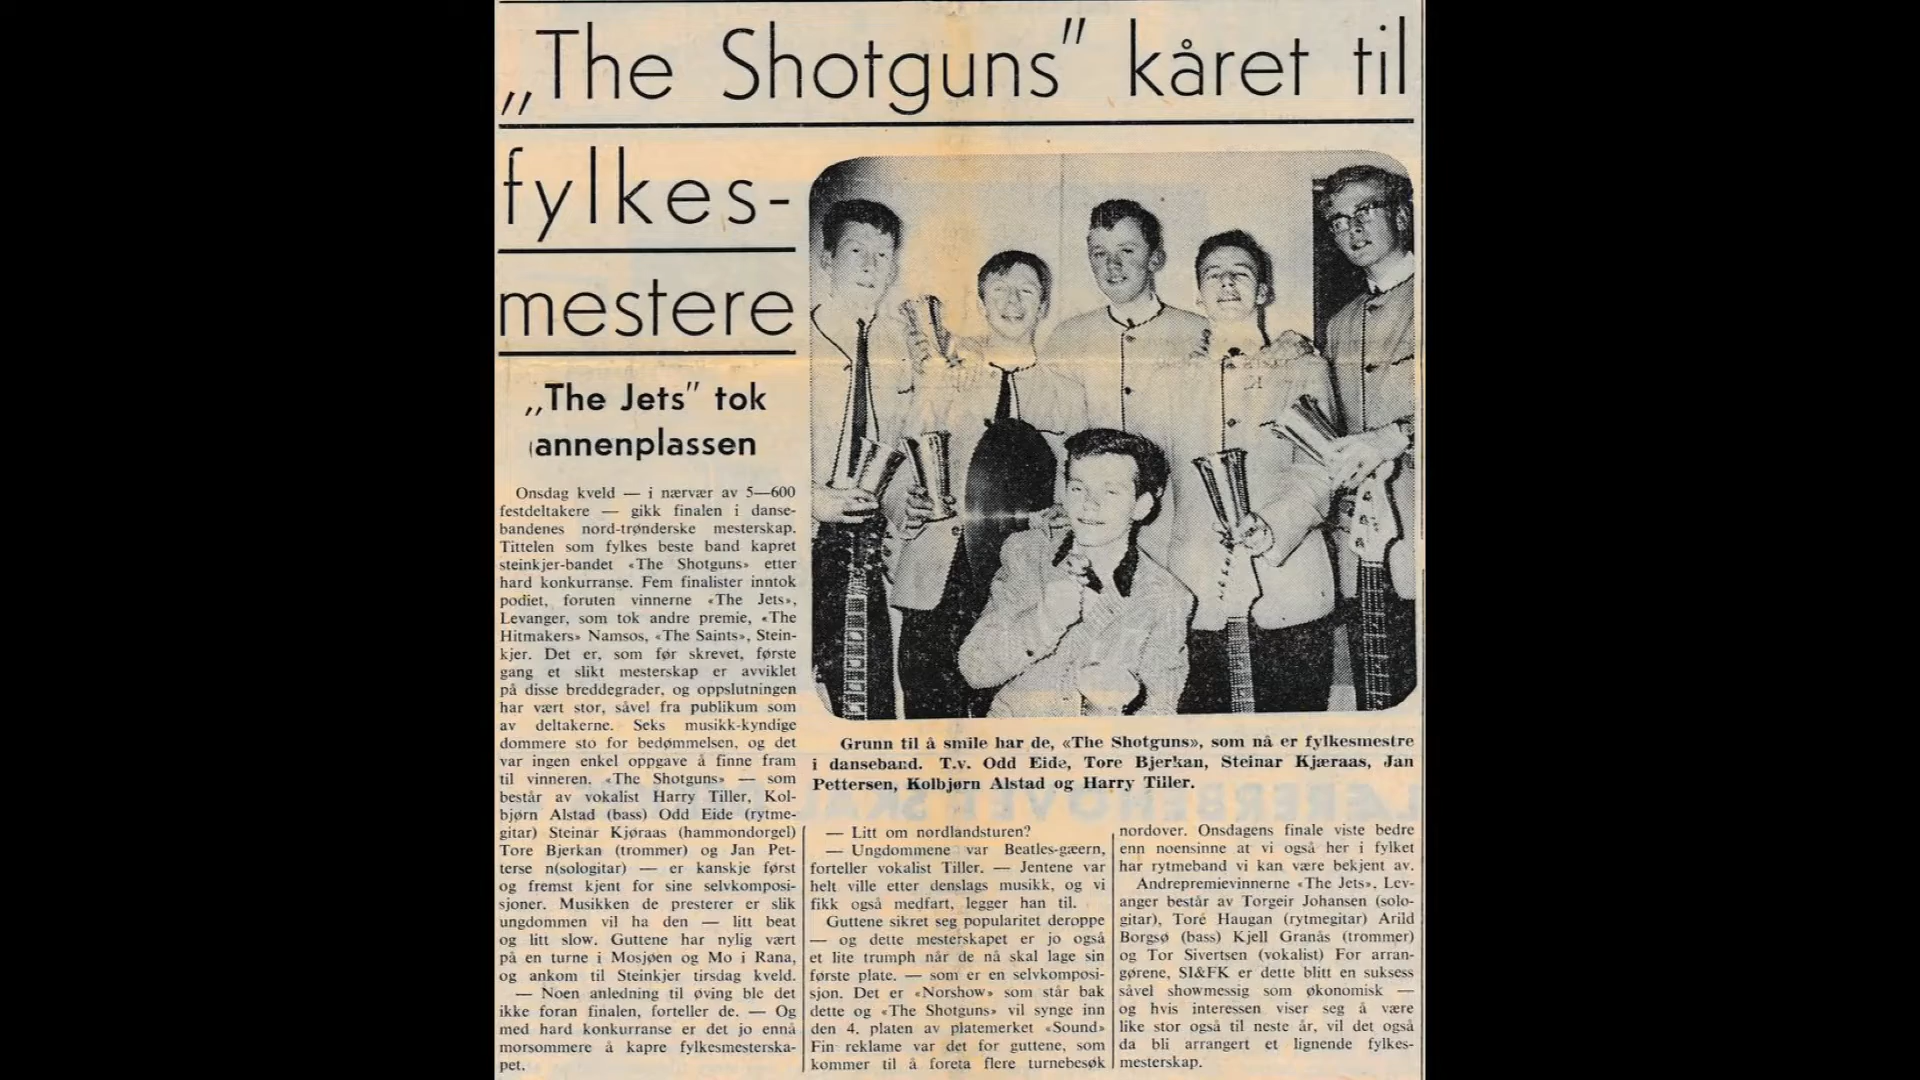 „The Shotguns” kåret til
fylkes-
mestere
„The Jets” tok
annenplassen
Onsdag kveld — i nærvær av 5—600
festdeltakere — gikk finalen i danse-
bandenes nord-trønderske mesterskap.
Tittelen som fylkes beste band kapret
steinkjer-bandet «The Shotguns» etter
hard konkurranse. Fem finalister inntok
podiet, foruten vinnerne «The Jets»,
Levanger, som tok andre premie, «The
Hitmakers» Namsos, «The Saints», Stein-
kjer. Det er, som før skrevet, første
gang et slikt mesterskap er avviklet
på disse breddegrader, og oppslutningen
har vært stor, såvel fra publikum som
av deltakerne. Seks musikk-kyndige
dommere sto for bedømmelsen, og det
var ingen enkel oppgave å finne fram
til vinneren. «The Shotguns» — som
består av vokalist Harry Tiller, Kol-
bjørn Alstad (bass) Odd Eide (rytme-
gitar) Steinar Kjøraas (hammondorgel)
Tore Bjerkan (trommer) og Jan Pet-
terse n(sologitar) — er kanskje først
og fremst kjent for sine selvkomposi-
sjoner. Musikken de presterer er slik
ungdommen vil ha den — litt beat
og litt slow. Guttene har nylig vært
på en turne i Mosjøen og Mo i Rana,
og ankom til Steinkjer tirsdag kveld.
— Noen anledning til øving ble det
ikke foran finalen, forteller de. — Og
med hard konkurranse er det jo ennå
morsommere å kapre fylkesmesterska-
pet.
Grunn til å smile har de, «The Shotguns», som nå er fylkesmestre
i danseband. T.v. Odd Eide, Tore Bjerkan, Steinar Kjæraas, Jan
Pettersen, Kolbjørn Alstad og Harry Tiller.
— Litt om nordlandsturen?
— Ungdommene var Beatles-gæern,
forteller vokalist Tiller. — Jentene var
helt ville etter denslags musikk, og vi
fikk også medfart, legger han til.
Guttene sikret seg popularitet deroppe
— og dette mesterskapet er jo også
et lite trumph når de nå skal lage sin
første plate. — som er en selvkomposi-
sjon. Det er «Norshow» som står bak
dette og «The Shotguns» vil synge inn
den 4. platen av platemerket «Sound»
Fin reklame var det for guttene, som
kommer til å foreta flere turnebesøk
nordover. Onsdagens finale viste bedre
enn noensinne at vi også her i fylket
har rytmeband vi kan være bekjent av.
Andrepremievinnerne «The Jets», Lev-
anger består av Torgeir Johansen (solo-
gitar), Tore Haugan (rytmegitar) Arild
Borgsø (bass) Kjell Granås (trommer)
og Tor Sivertsen (vokalist) For arran-
gørene, SI&FK er dette blitt en suksess
såvel showmessig som økonomisk —
og hvis interessen viser seg å være
like stor også til neste år, vil det også
da bli arrangert et lignende fylkes-
mesterskap.